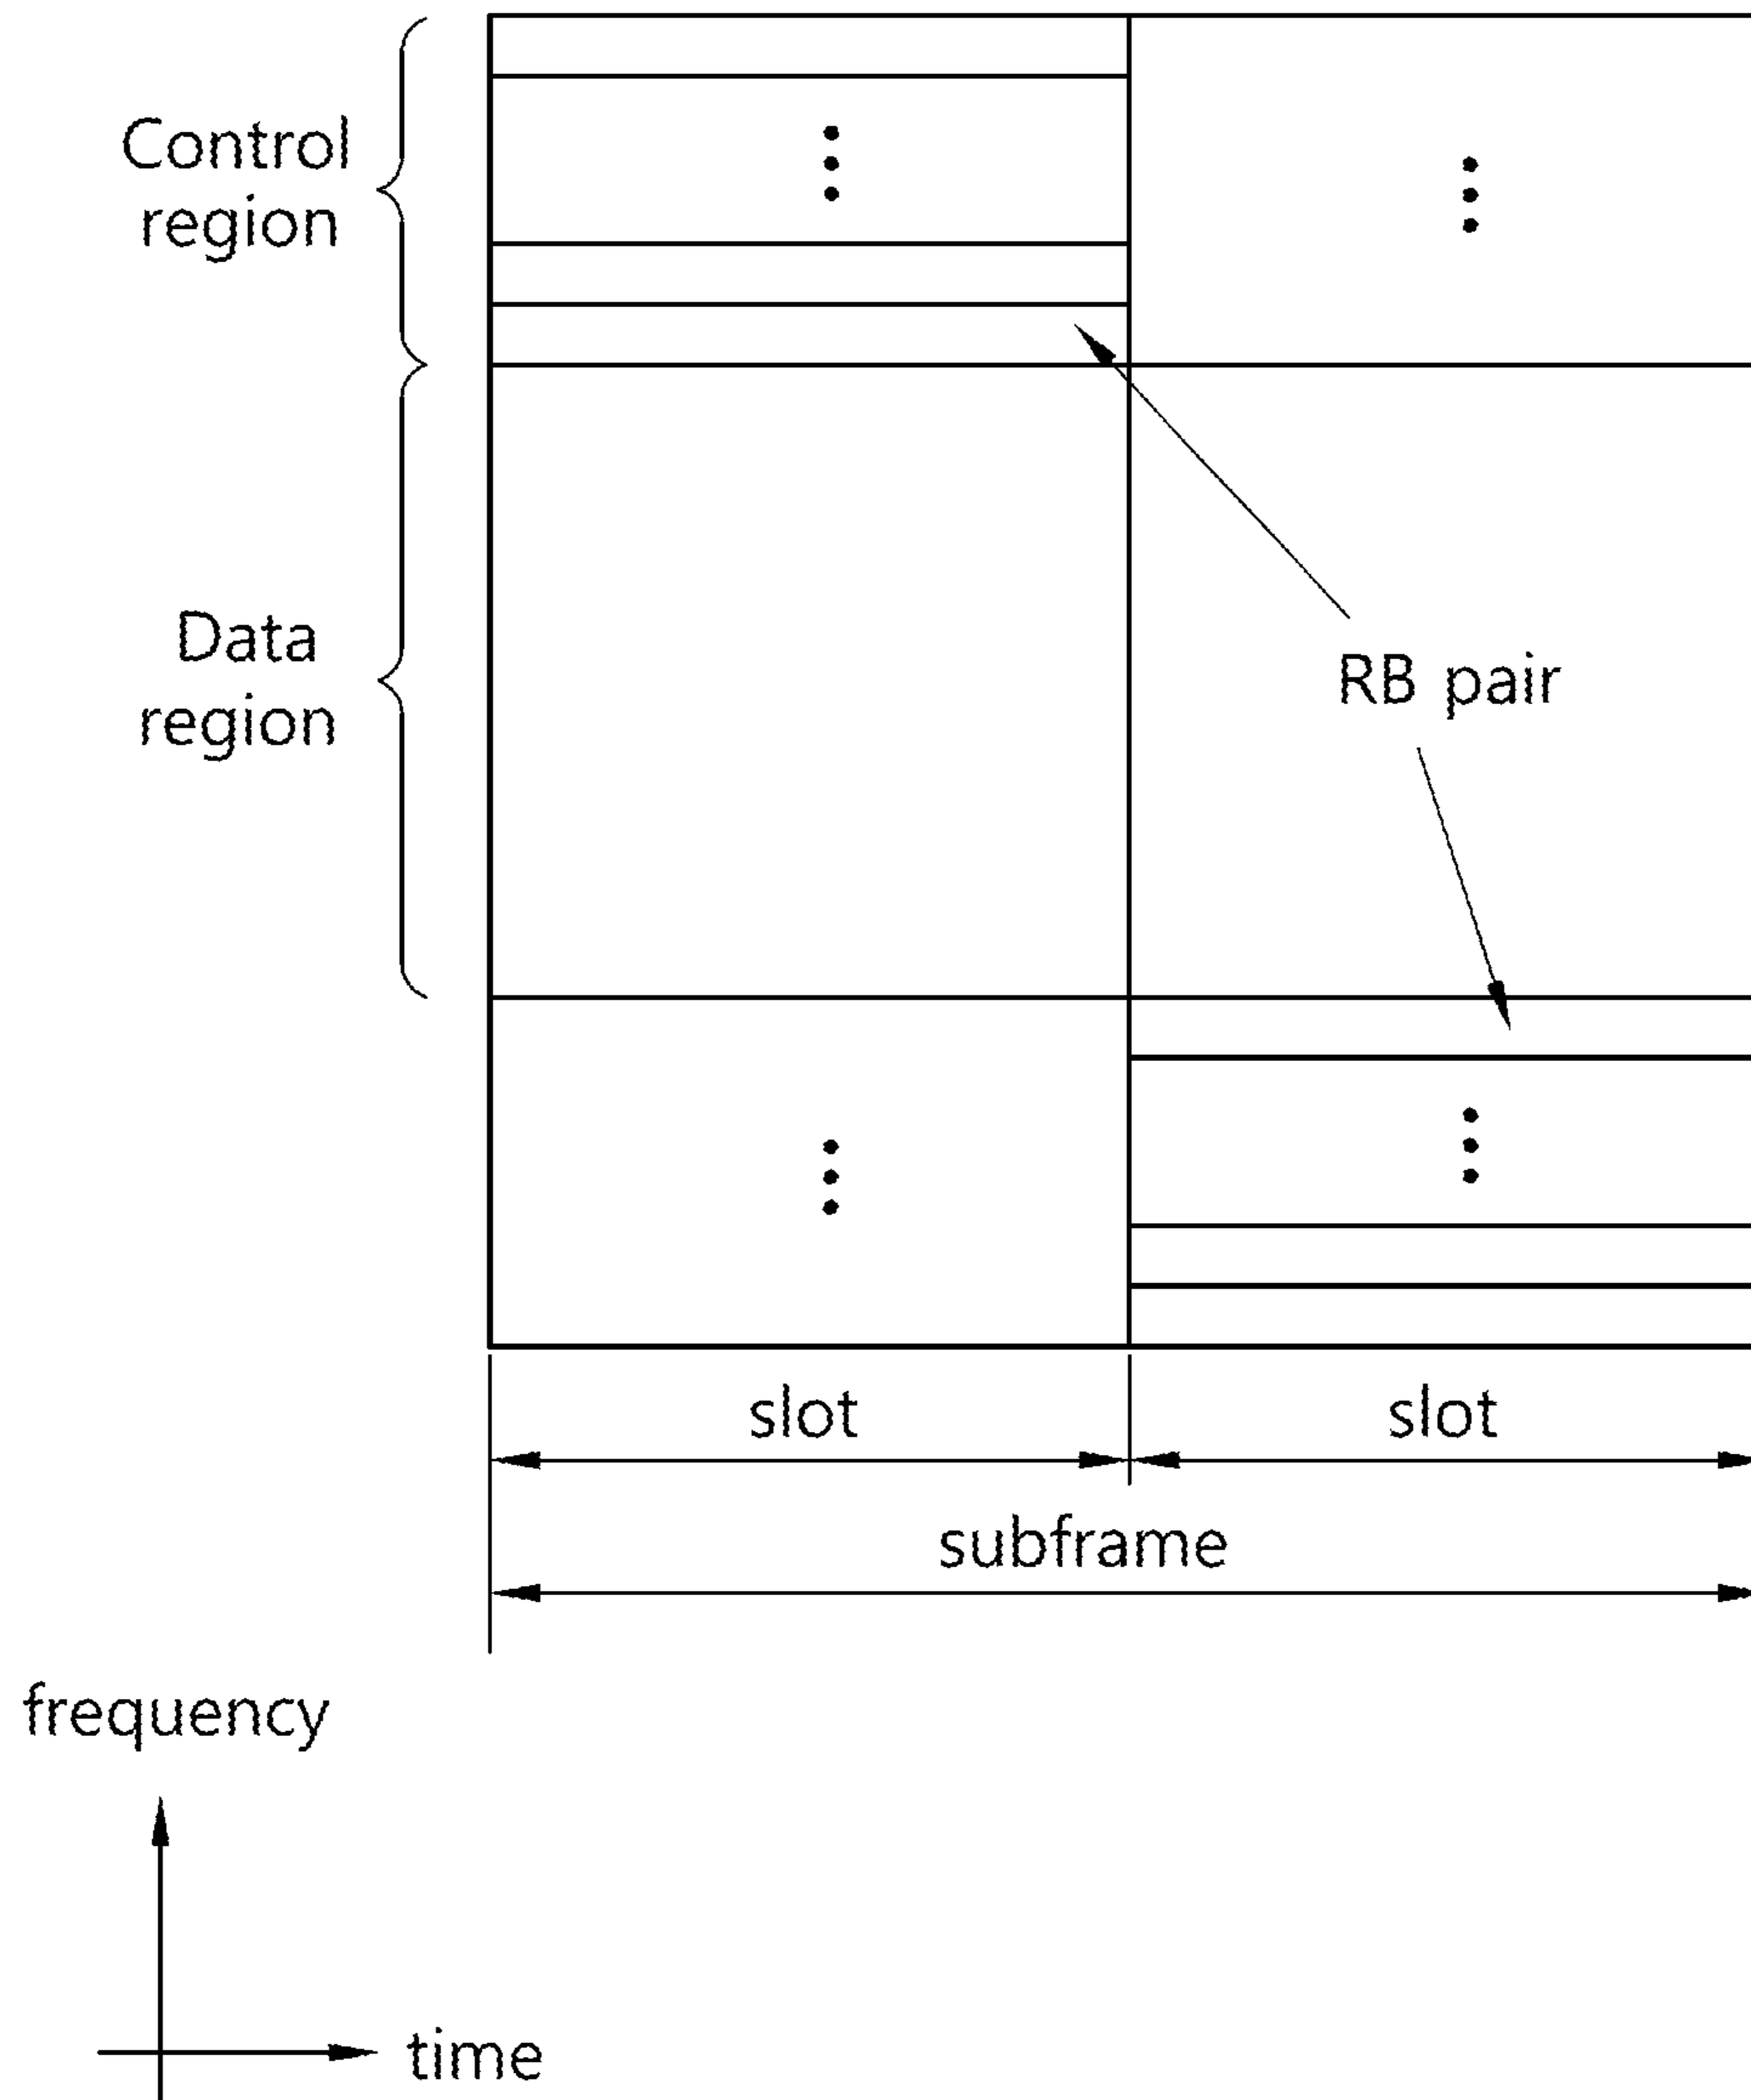 Control
region
Data
region
RB pair
slot
slot
subframe
frequency
time